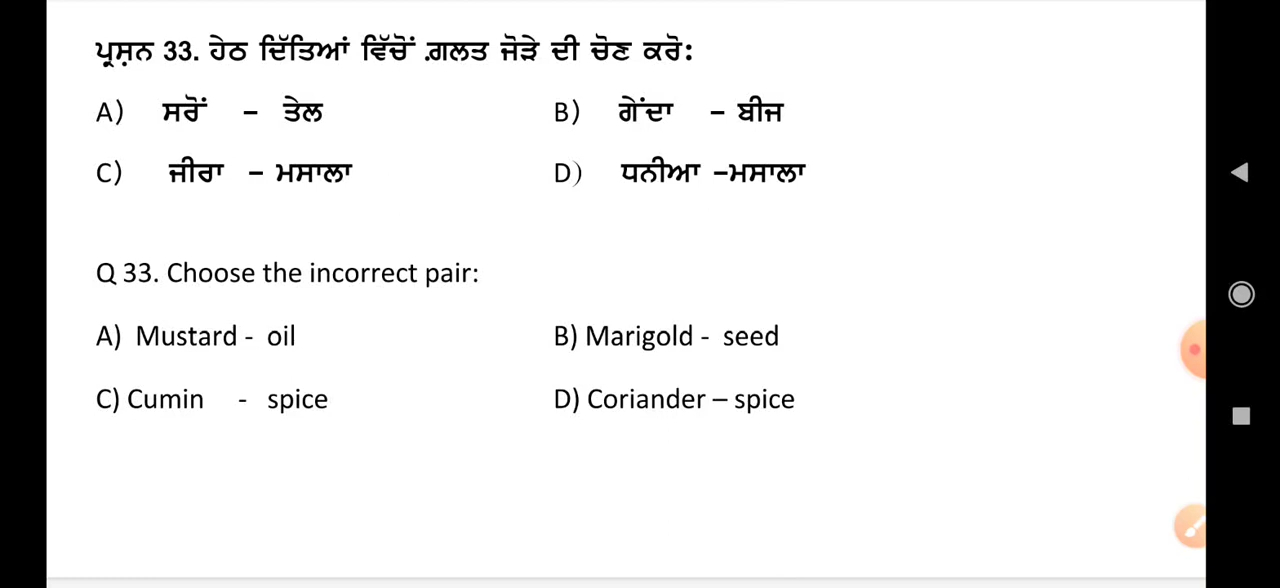 ਪ੍ਰਸ਼ਨ 33. ਹੇਠ ਦਿੱਤਿਆਂ ਵਿੱਚੋਂ ਗ਼ਲਤ ਜੋੜੇ ਦੀ ਚੋਣ ਕਰੋ:
A) ਸਰੋਂ - ਤੇਲ B) ਗੇਂਦਾ - ਬੀਜ
C) ਜੀਰਾ - ਮਸਾਲਾ D) ਧਨੀਆ -ਮਸਾਲਾ
Q 33. Choose the incorrect pair:
A) Mustard - oil B) Marigold - seed
C) Cumin - spice D) Coriander – spice